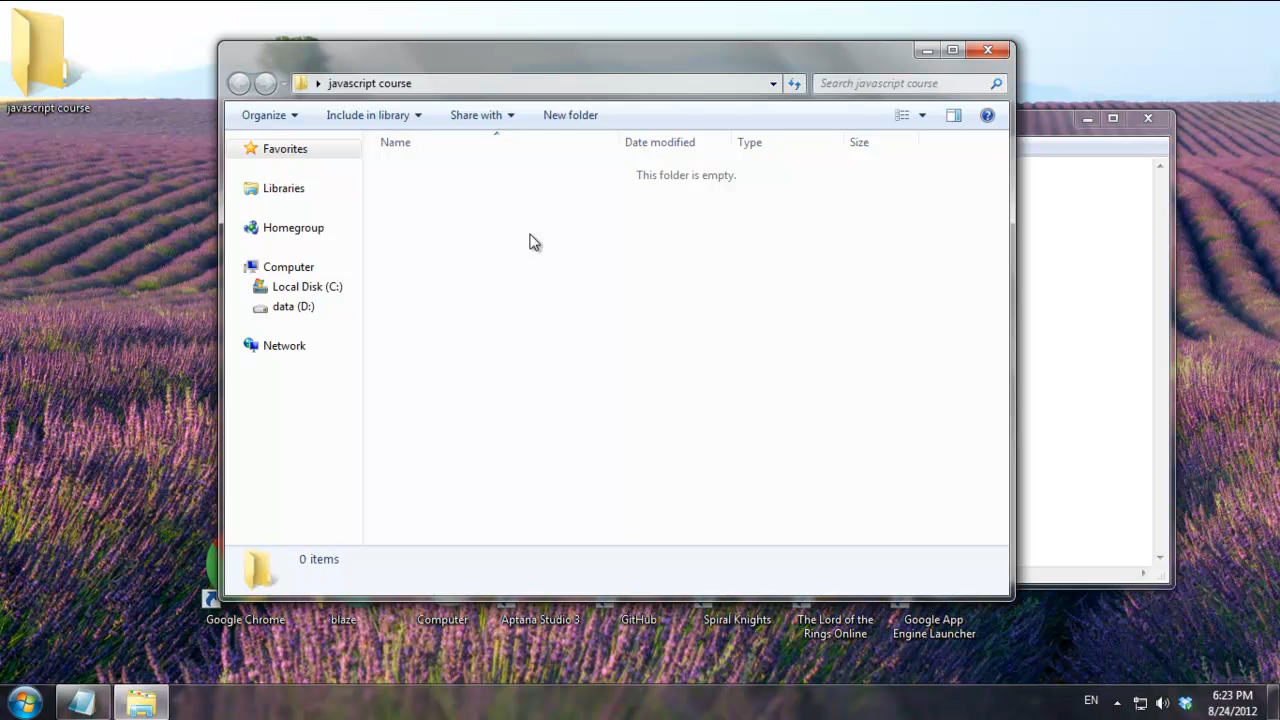 javascript course
javascript course
Search javascript course
Organize
Include in library
Share with
New folder
Name
Date modified
Type
Size
This folder is empty.
Favorites
Libraries
Homegroup
Computer
Local Disk (C:)
data (D:)
Network
0 items
Google Chrome
blaze
Computer
Aptana Studio 3
GitHub
Spiral Knights
The Lord of the
Rings Online
Google App
Engine Launcher
EN
6:23 PM
8/24/2012